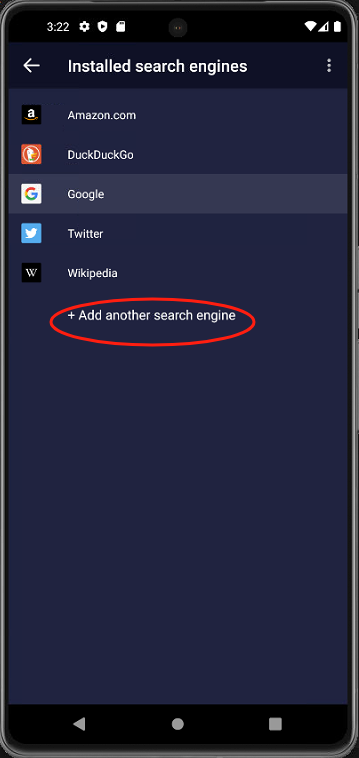 3:22
Installed search engines
Amazon.com
DuckDuckGo
Google
Twitter
Wikipedia
+ Add another search engine